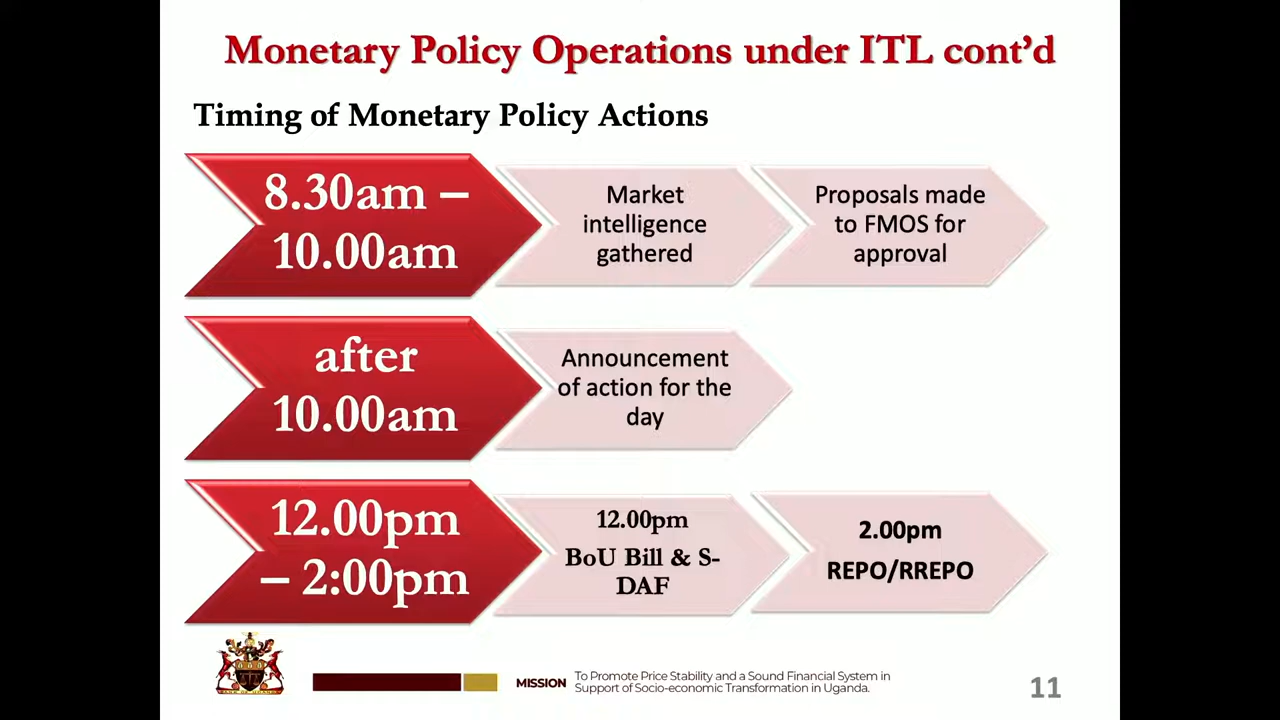 Monetary Policy Operations under ITL cont’d
Timing of Monetary Policy Actions
8.30am –
10.00am
Market
intelligence
gathered
Proposals made
to FMOS for
approval
after
10.00am
Announcement
of action for the
day
12.00pm
– 2:00pm
12.00pm
BoU Bill & S-
DAF
2.00pm
REPO/RREPO
MISSION
To Promote Price Stability and a Sound Financial System in
Support of Socio-economic Transformation in Uganda.
11